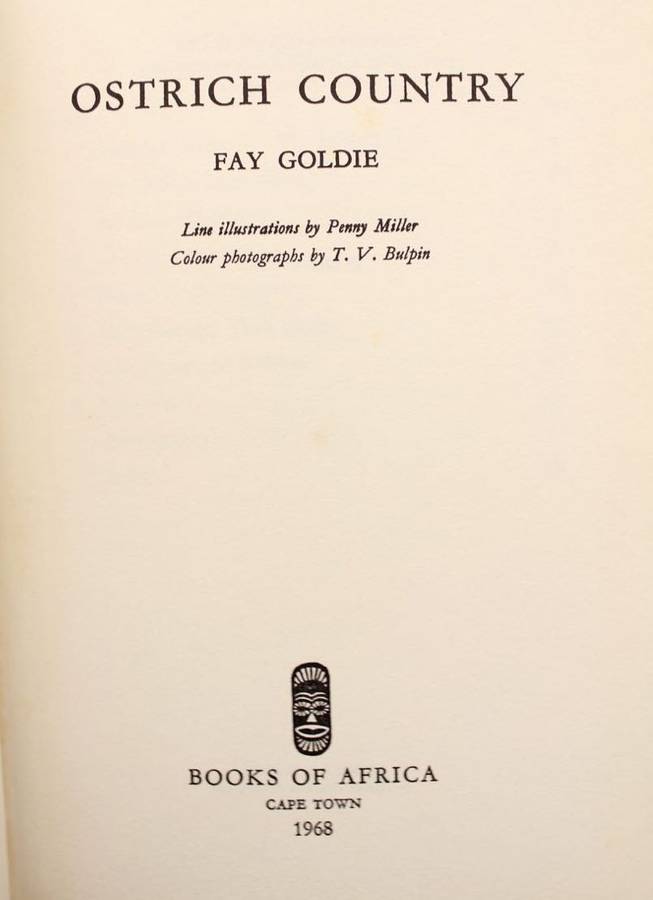 OSTRICH COUNTRY
FAY GOLDIE
Line illustrations by Penny Miller
Colour photographs by T. V. Bulpin
BOOKS OF AFRICA
CAPE TOWN
1968